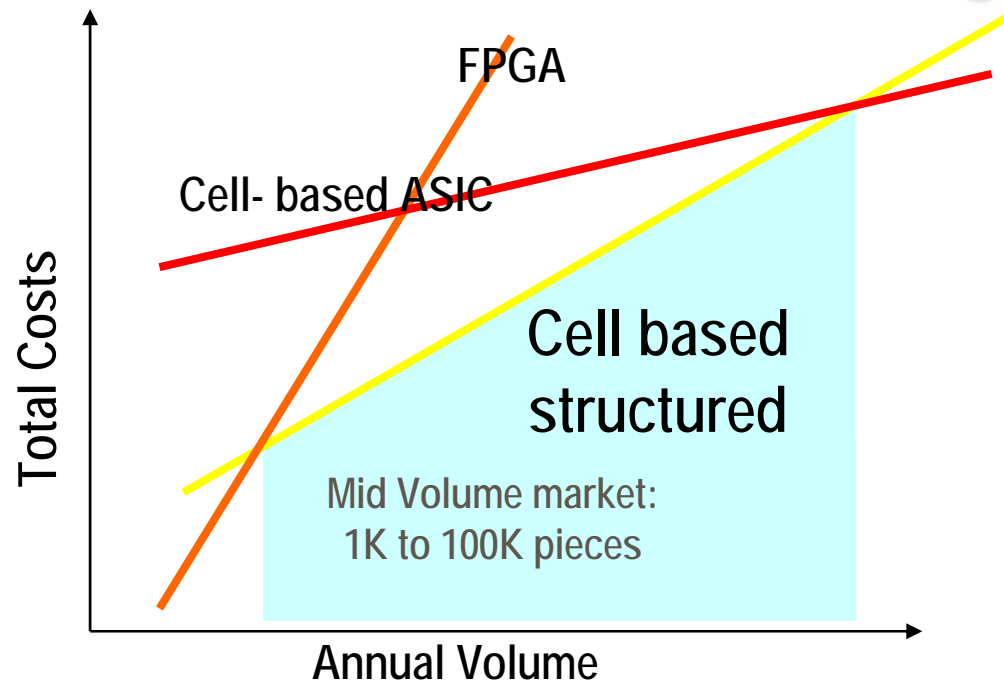 FPGA
Cell- based ASIC
Total Costs
Cell based
structured
Mid Volume market:
1K to 100K pieces
Annual Volume